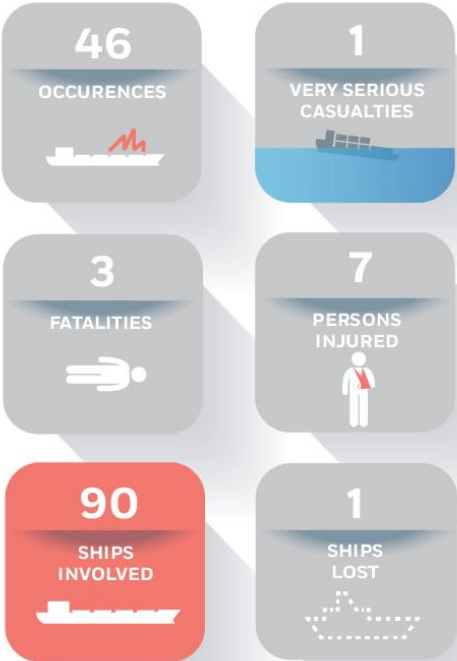 46
OCCURENCES
1
VERY SERIOUS
CASUALTIES
3
FATALITIES
7
PERSONS
INJURED
90
SHIPS
INVOLVED
1
SHIPS
LOST